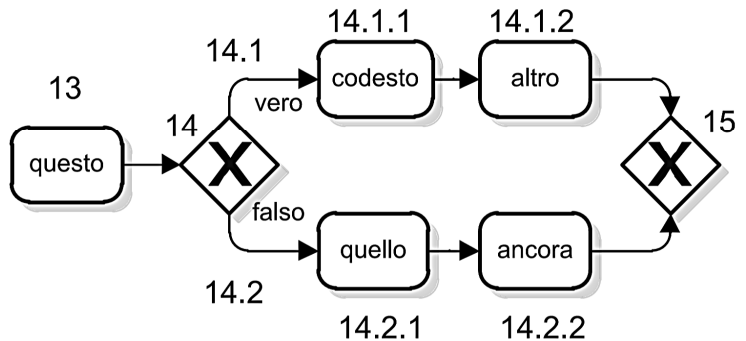 13
questo
14
X
14.1
vero
14.1.1
codesto
14.1.2
altro
falso
14.2
quello
14.2.1
ancora
14.2.2
15
X